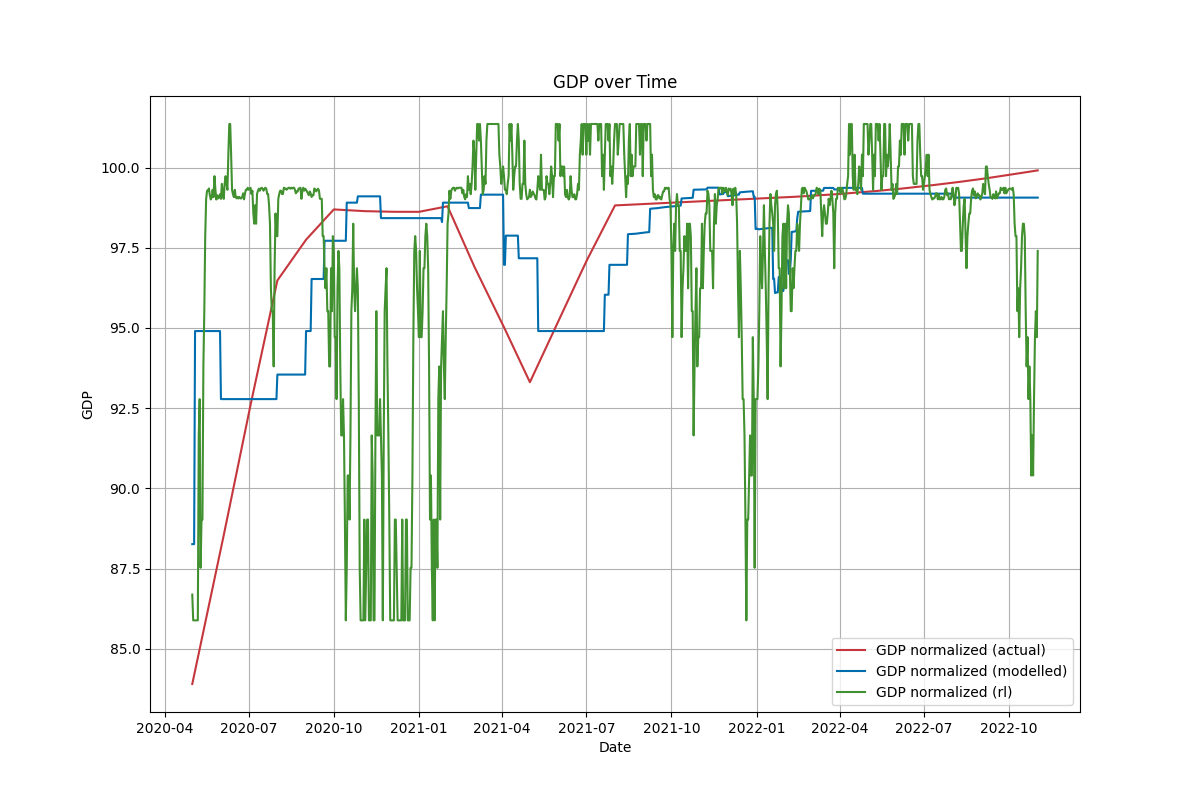 GDP over Time
GDP
100.0
97.5
95.0
92.5
90.0
87.5
85.0
GDP normalized (actual)
GDP normalized (modelled)
GDP normalized (rl)
2020-04 2020-07 2020-10 2021-01 2021-04 2021-07 2021-10 2022-01 2022-04 2022-07 2022-10
Date